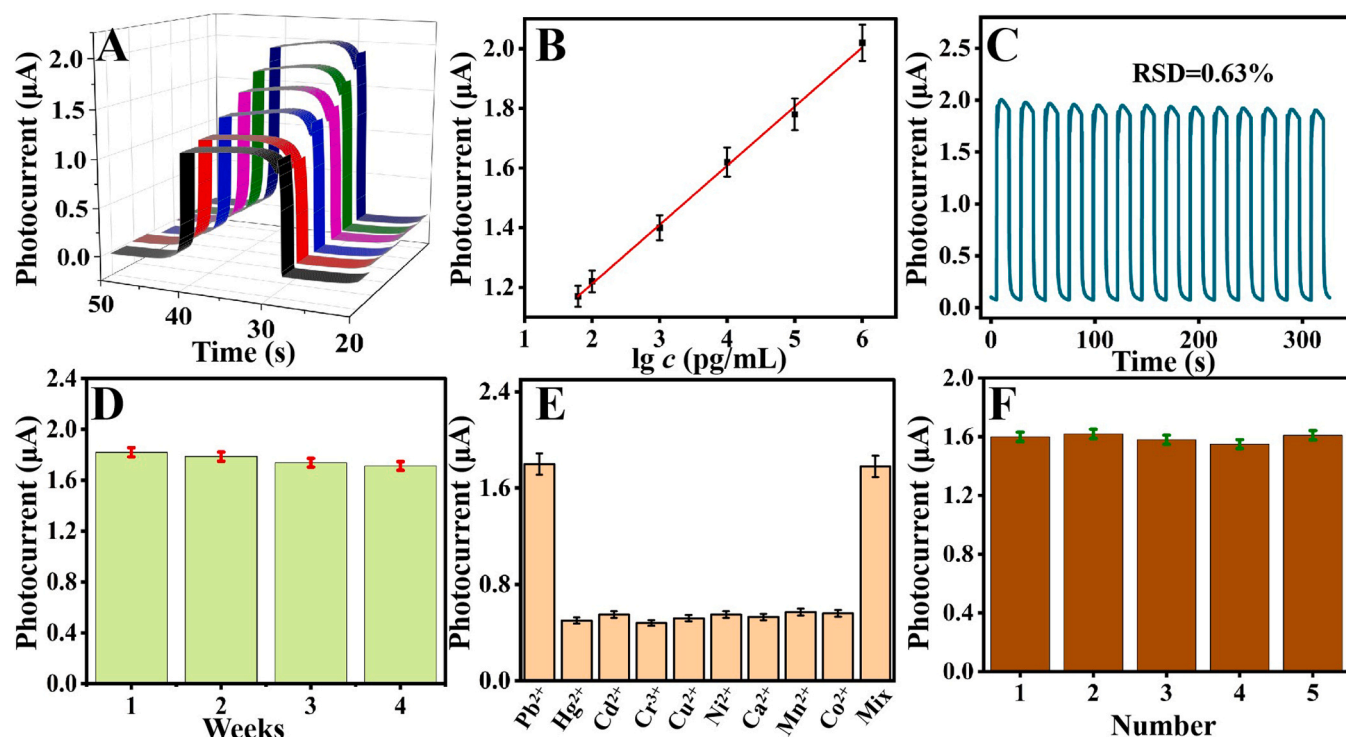 A
Photocurrent (μA)
2.0
1.5
1.0
0.5
0.0
50
40
30
20
Time (s)
B
Photocurrent (μA)
2.0
1.8
1.6
1.4
1.2
1
2
3
4
5
6
lg c (pg/mL)
C
RSD=0.63%
Photocurrent (μA)
2.5
2.0
1.5
1.0
0.5
0.0
0
100
200
300
Time (s)
D
Photocurrent (μA)
2.4
2.0
1.6
1.2
0.8
0.4
0.0
1
2
3
4
Weeks
E
Photocurrent (μA)
2.4
1.6
0.8
0.0
Pb²⁺
Hg²⁺
Cd²⁺
Cr³⁺
Cu²⁺
Ni²⁺
Ca²⁺
Mn²⁺
Co²⁺
Mix
F
Photocurrent (μA)
2.0
1.6
1.2
0.8
0.4
0.0
1
2
3
4
5
Number